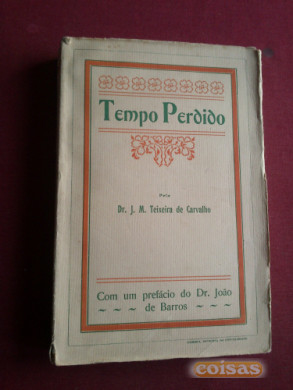 Tempo Perdido
Pelo
Dr. J. M. Teixeira de Carvalho
Com um prefácio do Dr. João
de Barros
coisas